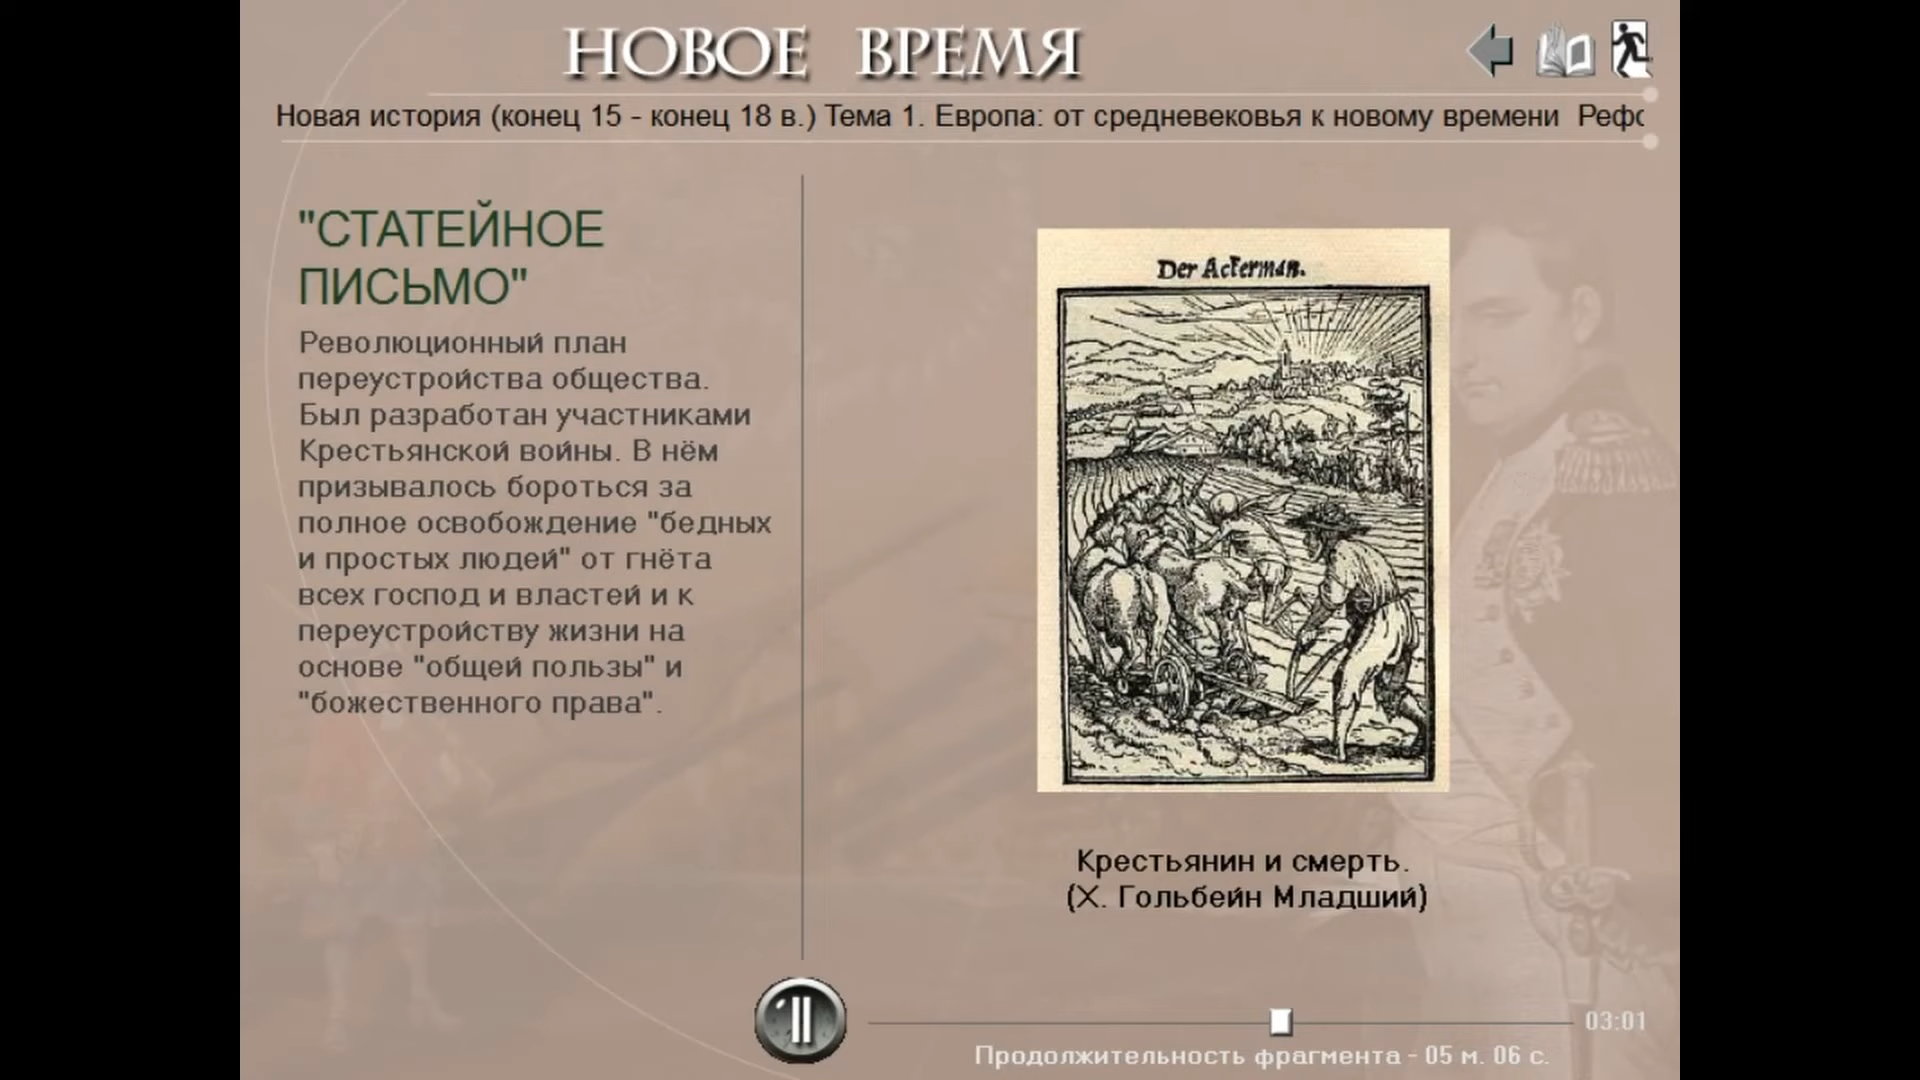 НОВОЕ ВРЕМЯ
Новая история (конец 15 - конец 18 в.) Тема 1. Европа: от средневековья к новому времени Рефо
"СТАТЕЙНОЕ
ПИСЬМО"
Революционный план
переустройства общества.
Был разработан участниками
Крестьянской войны. В нём
призывалось бороться за
полное освобождение "бедных
и простых людей" от гнёта
всех господ и властей и к
переустройству жизни на
основе "общей пользы" и
"божественного права".
Der Ackerman.
Крестьянин и смерть.
(Х. Гольбейн Младший)
03:01
Продолжительность фрагмента - 05 м. 06 с.